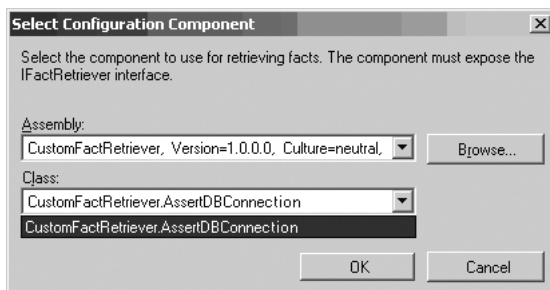 Select Configuration Component
Select the component to use for retrieving facts. The component must expose the
IFactRetriever interface.
Assembly:
CustomFactRetriever, Version=1.0.0.0, Culture=neutral,
Browse...
Class:
CustomFactRetriever.AssertDBConnection
CustomFactRetriever.AssertDBConnection
OK
Cancel